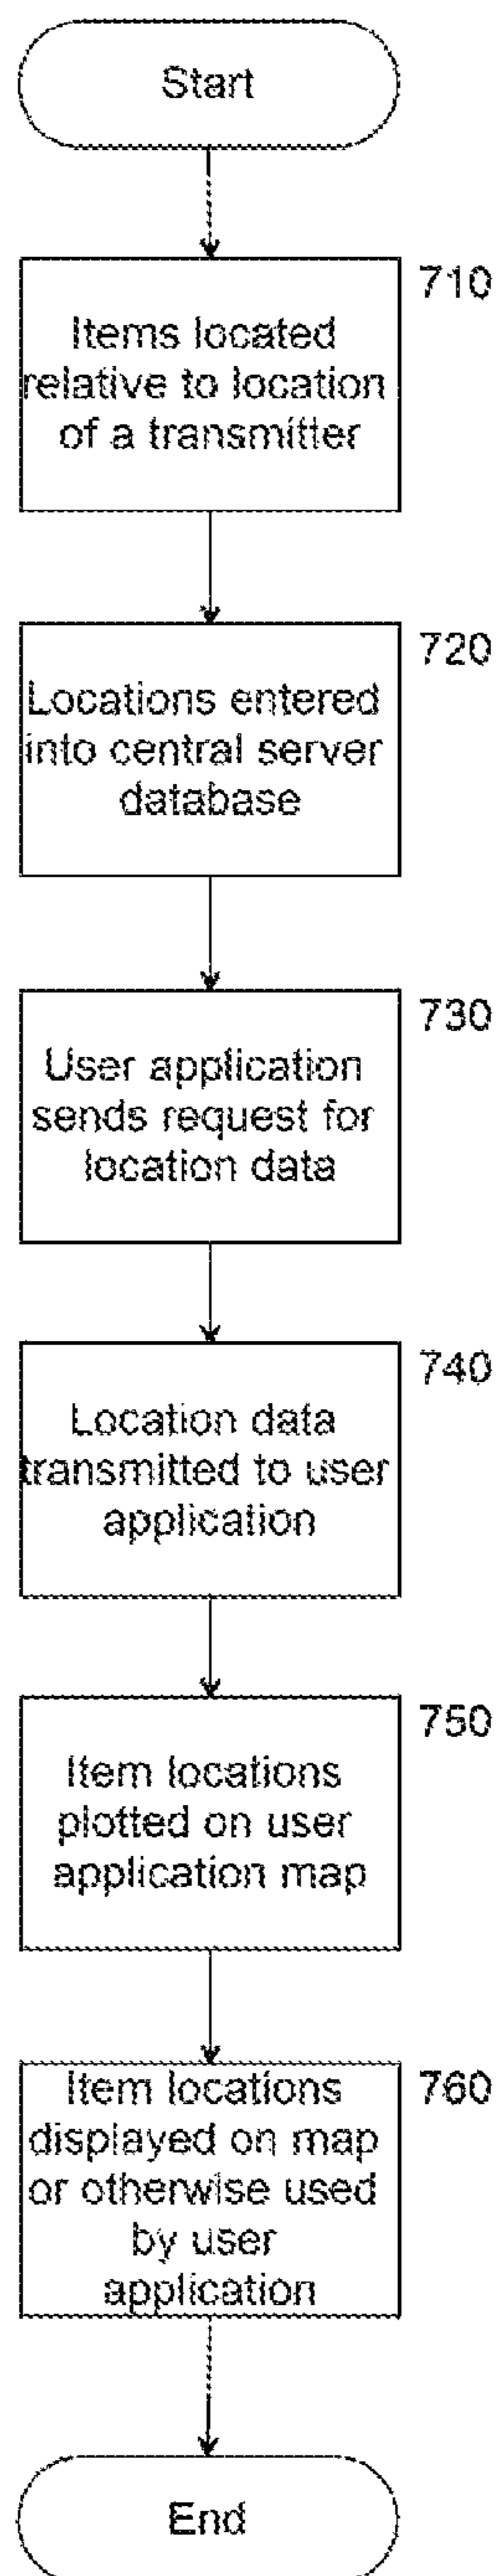 Start
710
Items located
relative to location
of a transmitter
720
Locations entered
into central server
database
730
User application
sends request for
location data
740
Location data
transmitted to user
application
750
Item locations
plotted on user
application map
760
Item locations
displayed on map
or otherwise used
by user
application
End